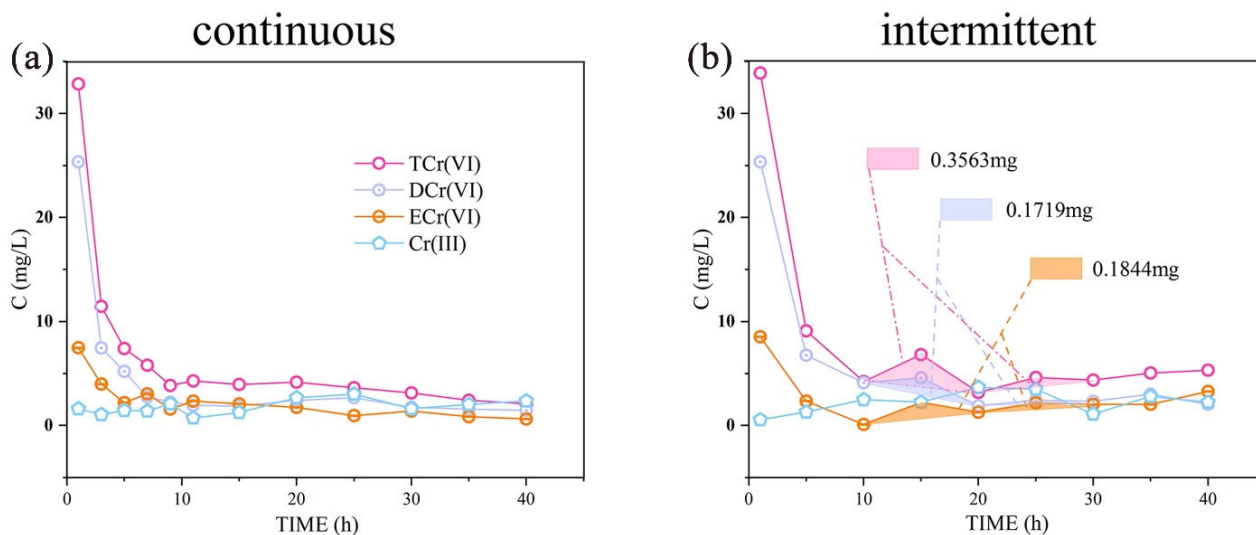 continuous
(a)
30
20
10
0
C (mg/L)
TCr(VI)
DCr(VI)
ECr(VI)
Cr(III)
0 10 20 30 40
TIME (h)
intermittent
(b)
30
20
10
0
C (mg/L)
0.3563mg
0.1719mg
0.1844mg
0 10 20 30 40
TIME (h)